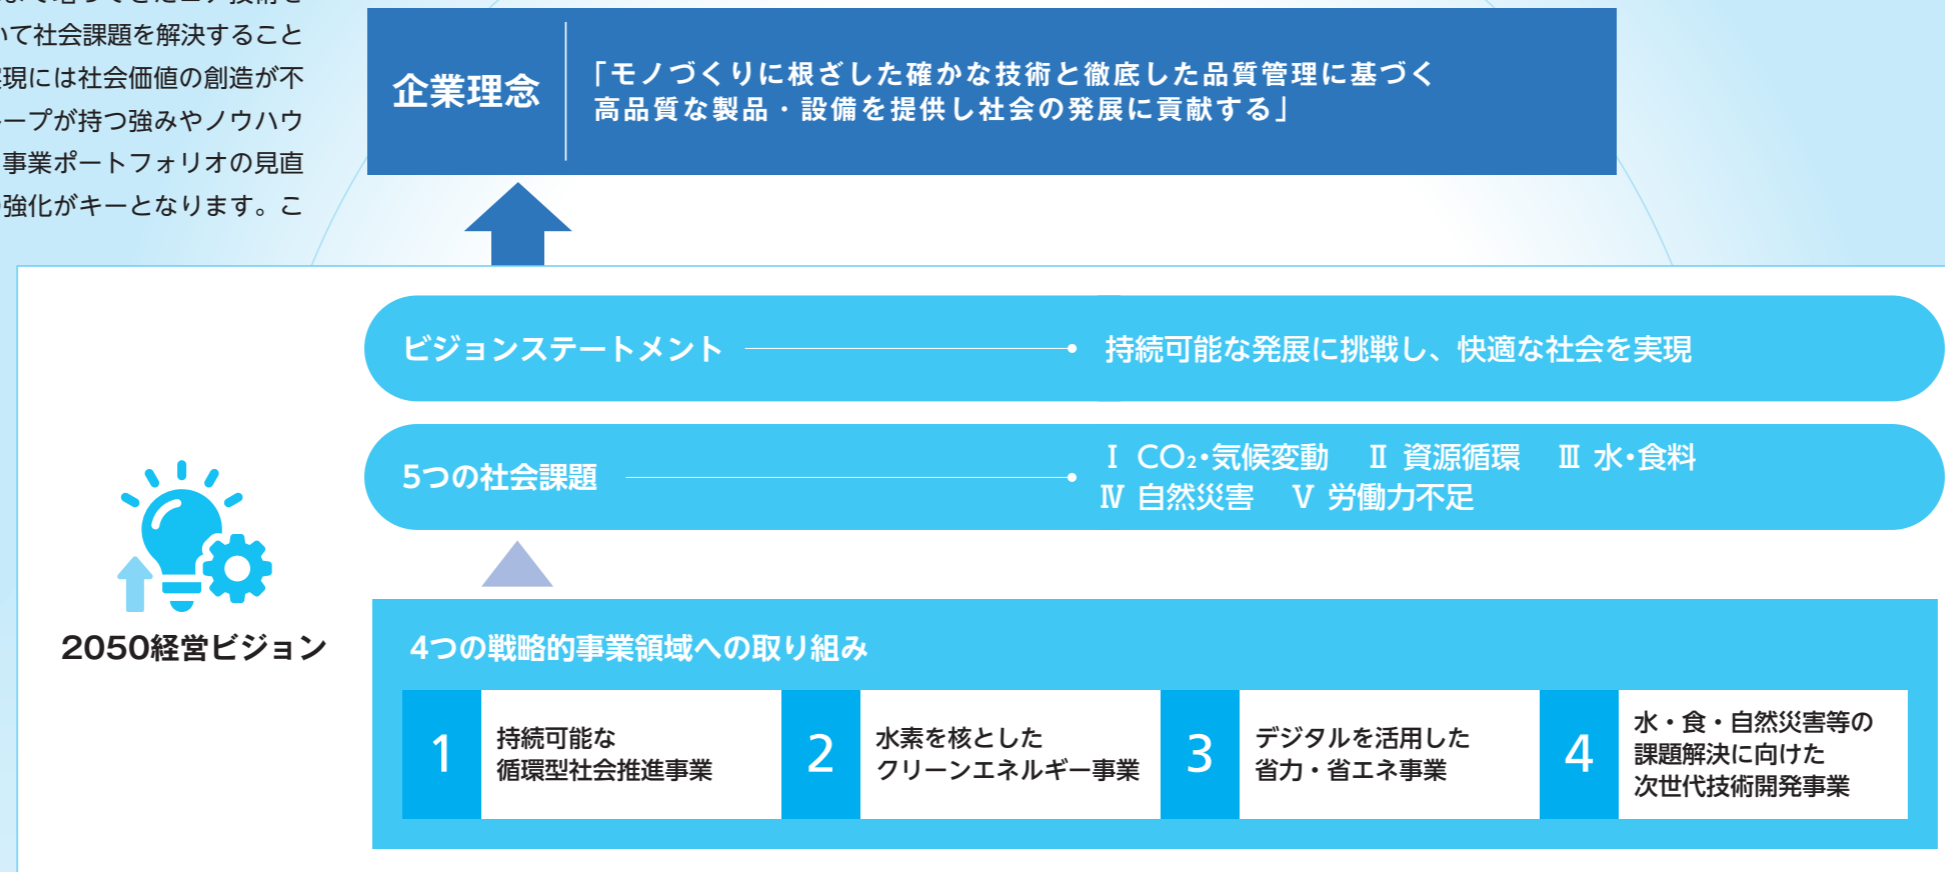 いて社会課題を解決すること
現には社会価値の創造が不
ープが持つ強みやノウハウ
事業ポートフォリオの見直
強化がキーとなります。こ
企業理念
「モノづくりに根ざした確かな技術と徹底した品質管理に基づく
高品質な製品・設備を提供し社会の発展に貢献する」
ビジョンステートメント
持続可能な発展に挑戦し、快適な社会を実現
5つの社会課題
Ⅰ CO₂・気候変動 Ⅱ 資源循環 Ⅲ 水・食料
Ⅳ 自然災害 Ⅴ 労働力不足
2050経営ビジョン
4つの戦略的事業領域への取り組み
1
持続可能な
循環型社会推進事業
2
水素を核とした
クリーンエネルギー事業
3
デジタルを活用した
省力・省エネ事業
4
水・食・自然災害等の
課題解決に向けた
次世代技術開発事業